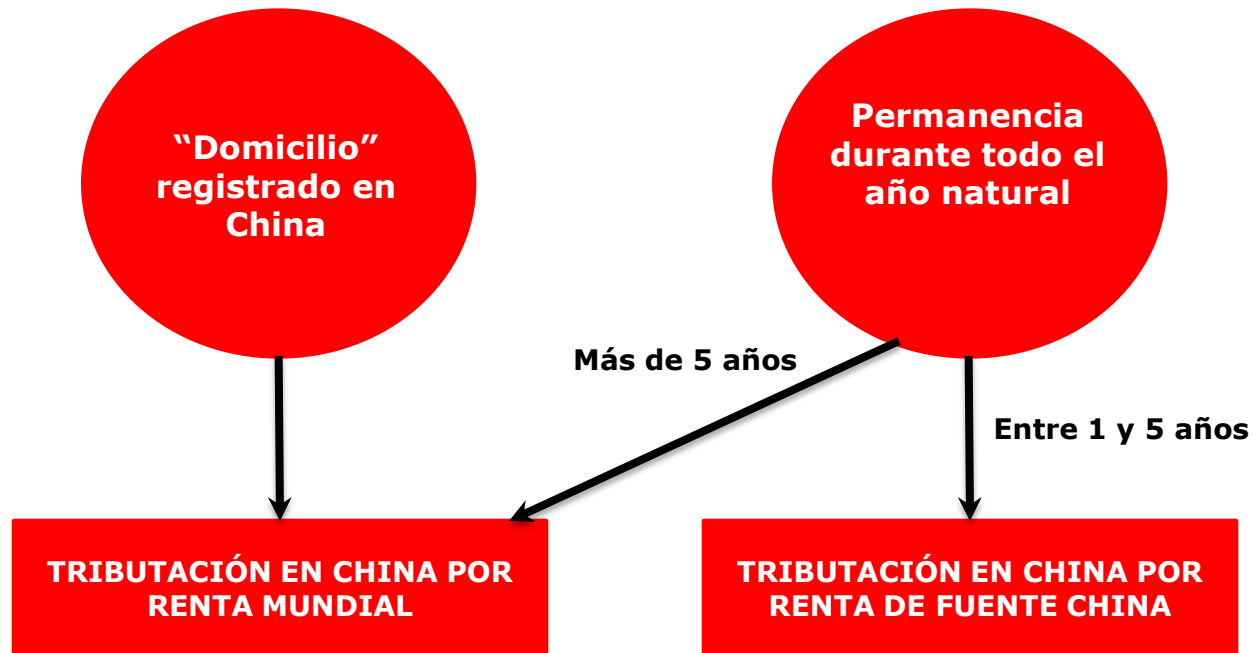 “Domicilio”
registrado en
China
Permanencia
durante todo el
año natural
Más de 5 años
Entre 1 y 5 años
TRIBUTACIÓN EN CHINA POR
RENTA MUNDIAL
TRIBUTACIÓN EN CHINA POR
RENTA DE FUENTE CHINA